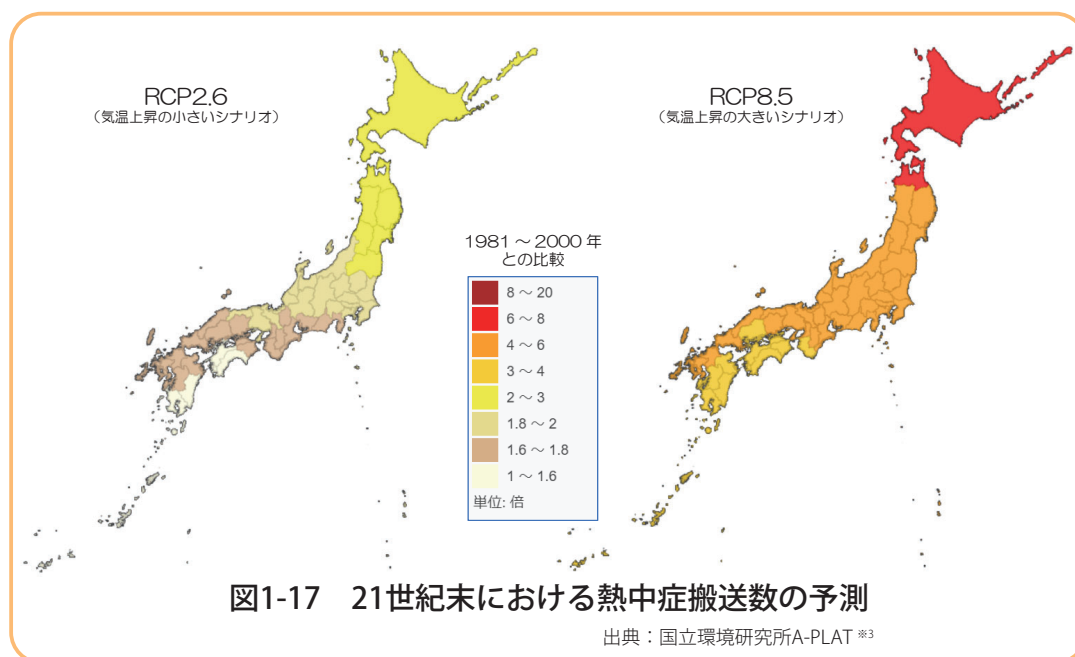 RCP2.6
（気温上昇の小さいシナリオ）
RCP8.5
（気温上昇の大きいシナリオ）
1981 ～ 2000 年
との比較
8 ～ 20
6 ～ 8
4 ～ 6
3 ～ 4
2 ～ 3
1.8 ～ 2
1.6 ～ 1.8
1 ～ 1.6
単位: 倍
図1-17　21世紀末における熱中症搬送数の予測
出典：国立環境研究所A-PLAT ※3